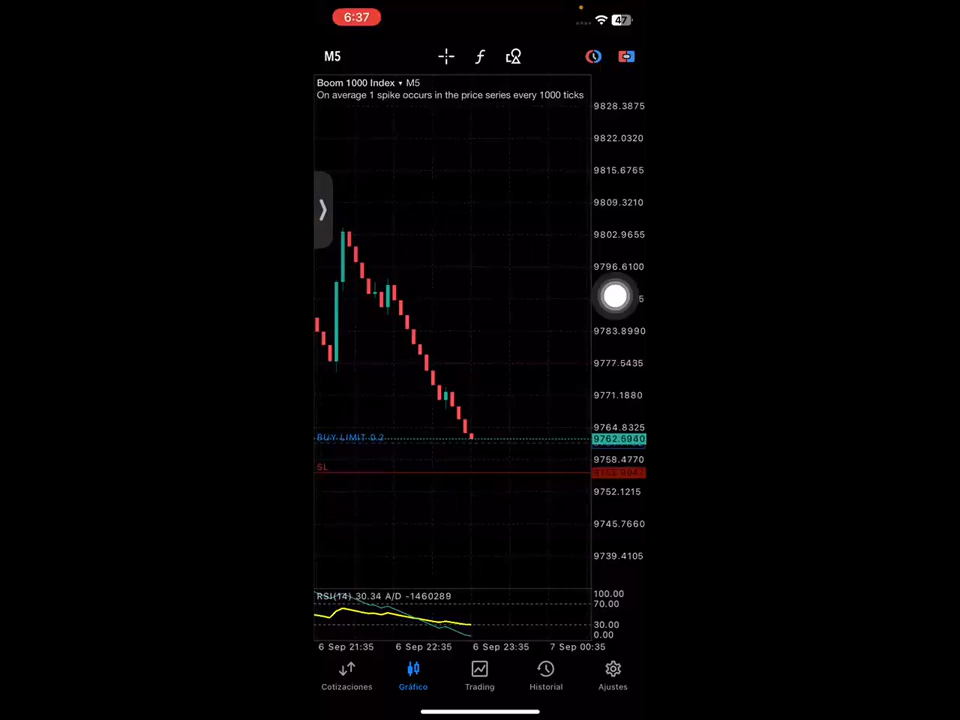 6:37
47
M5
Boom 1000 Index ▾ M5
On average 1 spike occurs in the price series every 1000 ticks
9828.3875
9822.0320
9815.6765
9809.3210
9802.9655
9796.6100
5
9783.8990
9777.5435
9771.1880
9764.8325
BUY LIMIT 0.2
9762.6940
9758.4770
SL
9752.1215
9745.7660
9739.4105
RSI(14) 30.34 A/D -1460289
100.00
70.00
30.00
0.00
6 Sep 21:35
6 Sep 22:35
6 Sep 23:35
7 Sep 00:35
Cotizaciones
Gráfico
Trading
Historial
Ajustes